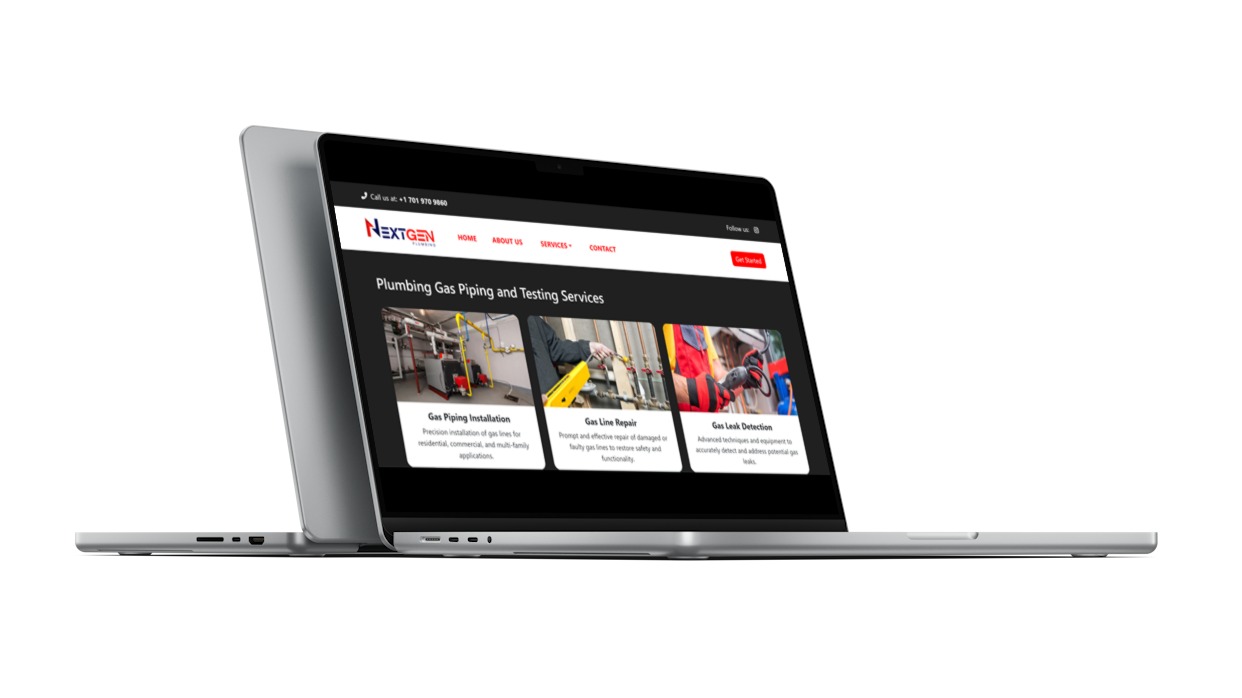 Call us at: +1 701 970 9860
Follow us:
NEXTGEN
PLUMBING
HOME ABOUT US SERVICES CONTACT
Get Started
Plumbing Gas Piping and Testing Services
Gas Piping Installation
Precision installation of gas lines for
residential, commercial, and multi-family
applications.
Gas Line Repair
Prompt and effective repair of damaged or
faulty gas lines to restore safety and
functionality.
Gas Leak Detection
Advanced techniques and equipment to
accurately detect and address potential gas
leaks.